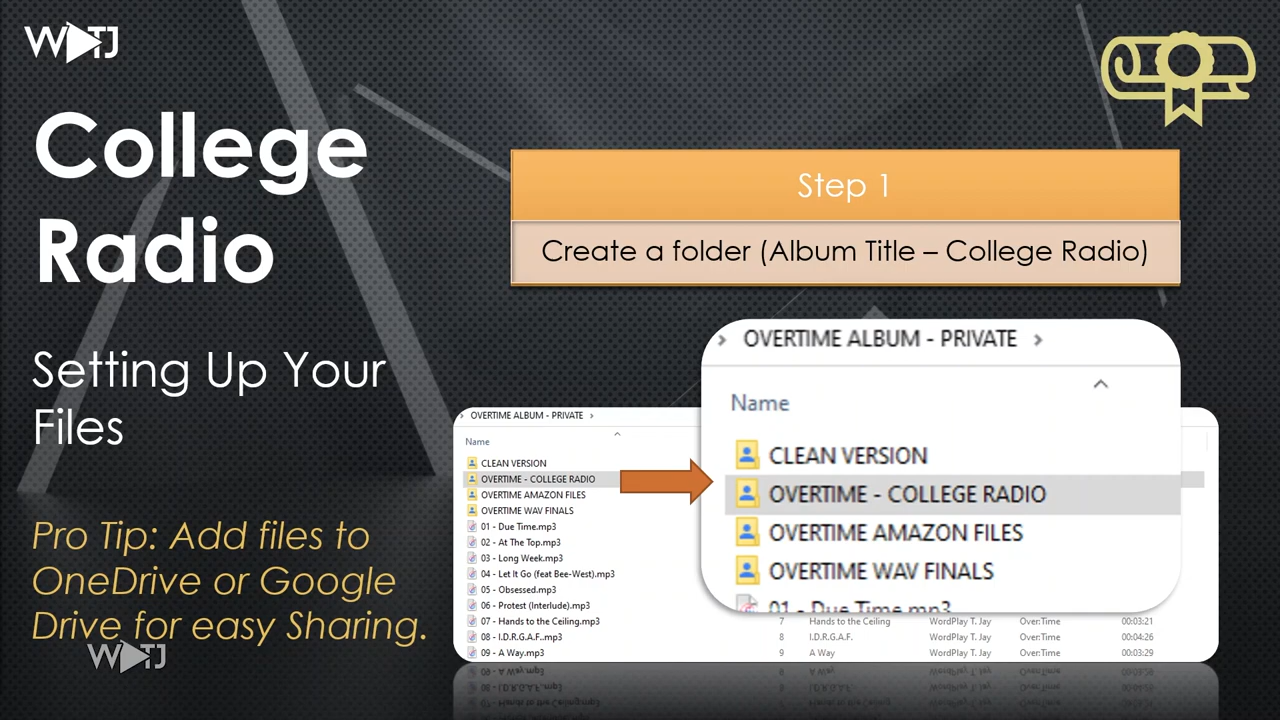 W TJ
College
Radio
Setting Up Your
Files
Pro Tip: Add files to
OneDrive or Google
Drive for easy Sharing.
W TJ
Step 1
Create a folder (Album Title – College Radio)
OVERTIME ALBUM - PRIVATE
Name
CLEAN VERSION
OVERTIME - COLLEGE RADIO
OVERTIME AMAZON FILES
OVERTIME WAV FINALS
01 - Due Time.mp3
02 - At The Top.mp3
03 - Long Week.mp3
04 - Let It Go (feat Bee-West).mp3
05 - Obsessed.mp3
06 - Protest (Interlude).mp3
07 - Hands to the Ceiling.mp3 7 Hands to the Ceiling WordPlay T. Jay Over:Time 00:03:21
08 - I.D.R.G.A.F..mp3 8 I.D.R.G.A.F. WordPlay T. Jay Over:Time 00:04:26
09 - A Way.mp3 9 A Way WordPlay T. Jay Over:Time 00:03:29
OVERTIME ALBUM - PRIVATE
Name
CLEAN VERSION
OVERTIME - COLLEGE RADIO
OVERTIME AMAZON FILES
OVERTIME WAV FINALS
01 - Due Time.mp3